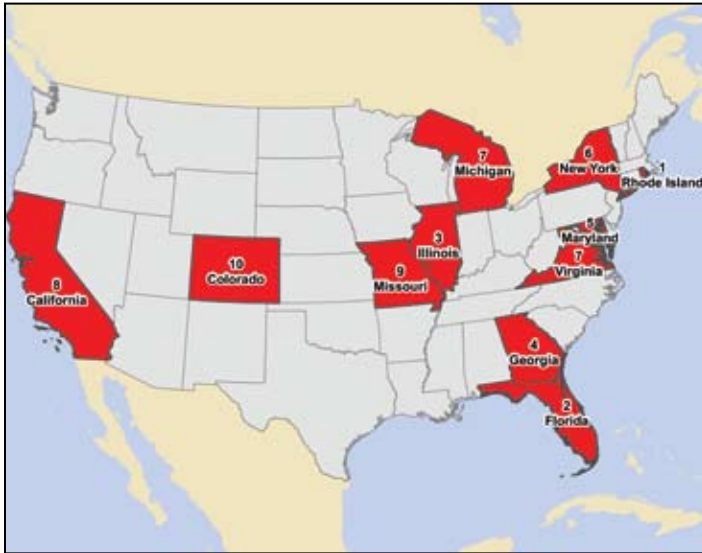 7
Michigan
6
New York
1
Rhode Island
5
Maryland
7
Virginia
3
Illinois
9
Missouri
10
Colorado
8
California
4
Georgia
2
Florida